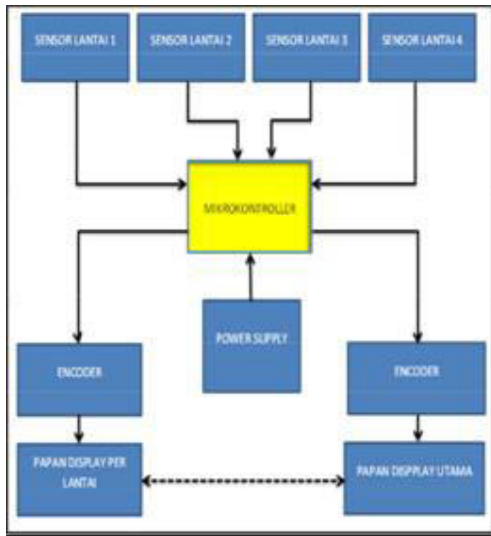 SENSOR LANTAI 1
SENSOR LANTAI 2
SENSOR LANTAI 3
SENSOR LANTAI 4
MIKROKONTROLLER
POWER SUPPLY
ENCODER
ENCODER
PAPAN DISPLAY PER
LANTAI
PAPAN DISPPLAY UTAMA